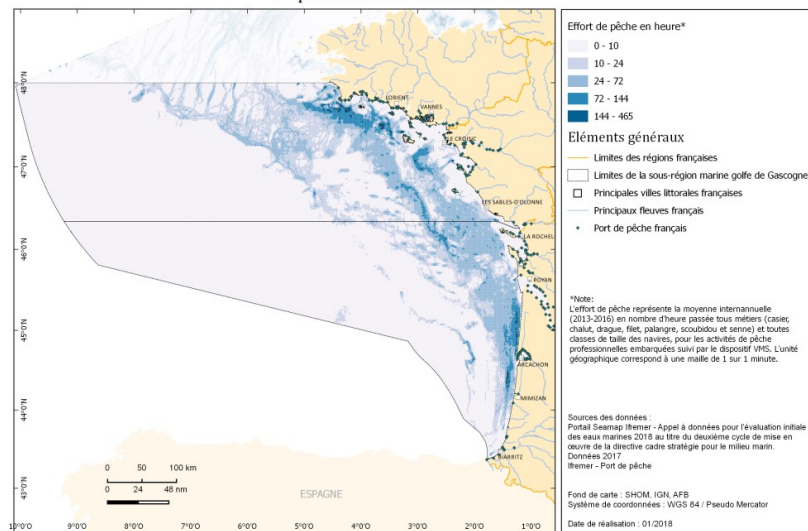 Effort de pêche en heure*
0 - 10
10 - 24
24 - 72
72 - 144
144 - 465
Eléments généraux
Limites des régions françaises
Limites de la sous-région marine golfe de Gascogne
Principales villes littorales françaises
Principaux fleuves français
Port de pêche français
*Note:
L'effort de pêche représente la moyenne interannuelle
(2013-2016) en nombre d'heure passée tous métiers (casier,
chalut, drague, filet, palangre, scoubidou et senne) et toutes
classes de taille des navires, pour les activités de pêche
professionnelles embarquées suivi par le dispositif VMS. L'unité
géographique correspond à une maille de 1 sur 1 minute.
Sources des données :
Portail Seamap Ifremer - Appel à données pour l'évaluation initiale
des eaux marines 2018 au titre du deuxième cycle de mise en
œuvre de la directive cadre stratégie pour le milieu marin.
Données 2017
Ifremer - Port de pêche
Fond de carte : SHOM, IGN, AFB
Système de coordonnées : WGS 84 / Pseudo Mercator
Date de réalisation : 01/2018
48°0'N
47°0'N
46°0'N
45°0'N
44°0'N
43°0'N
LORIENT
VANNES
LE CROISIC
LES SABLES-D'OLONNE
LA ROCHEL
ROYAN
ARCACHON
MIMIZAN
BIARRITZ
ESPAGNE
0 50 100 km
0 24 48 nm
10°0'O 9°0'O 8°0'O 7°0'O 6°0'O 5°0'O 4°0'O 3°0'O 2°0'O 1°0'O